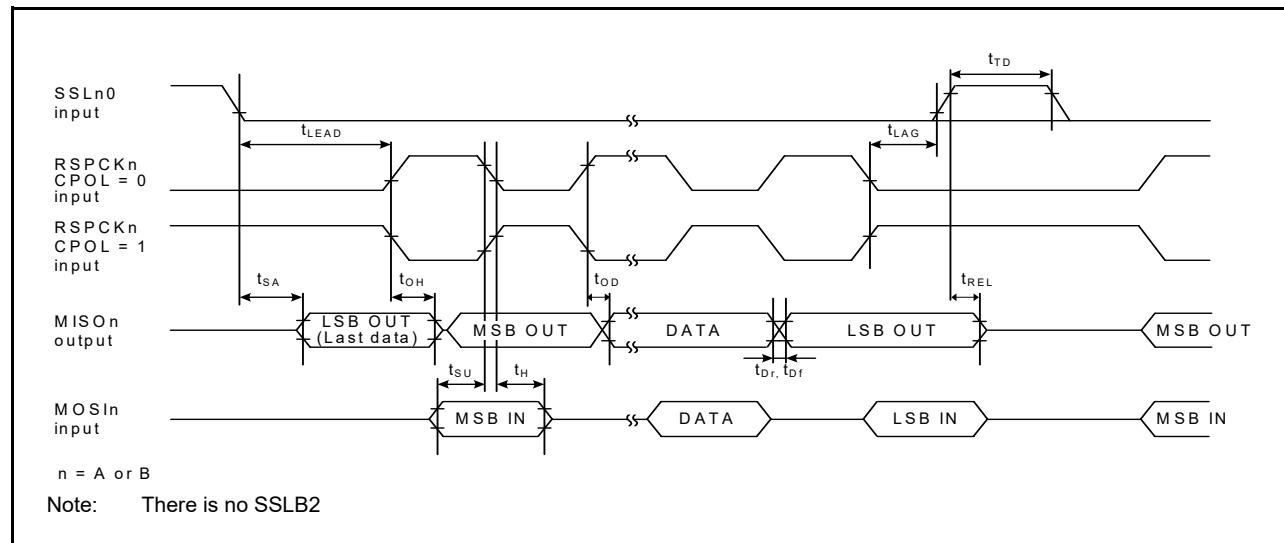 tTD
SSLn0
input
tLEAD
tLAG
RSPCKn
CPOL = 0
input
RSPCKn
CPOL = 1
input
tSA
tOH
tOD
tREL
MISOn
output
LSB OUT
(Last data)
MSB OUT
DATA
LSB OUT
MSB OUT
tSU
tH
tDr, tDf
MOSIn
input
MSB IN
DATA
LSB IN
MSB IN
n = A or B
Note: There is no SSLB2